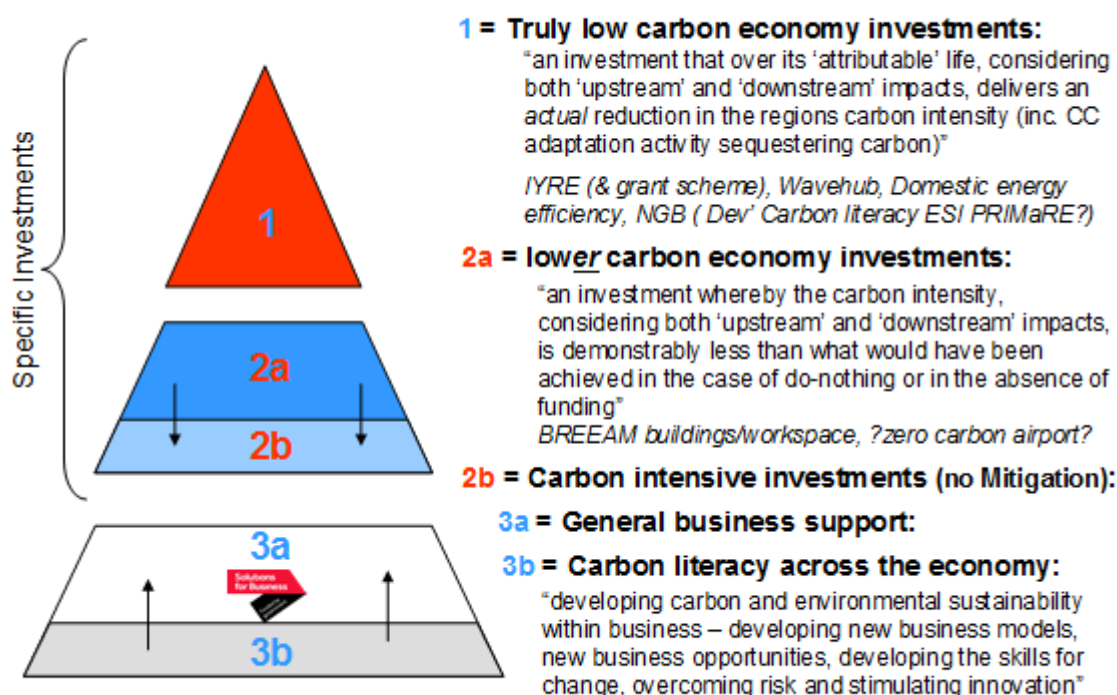 Specific Investments
1
2a
2b
3a
Solutions
for Business
3b
1 = Truly low carbon economy investments:
“an investment that over its ‘attributable’ life, considering
both ‘upstream’ and ‘downstream’ impacts, delivers an
actual reduction in the regions carbon intensity (inc. CC
adaptation activity sequestering carbon)”
IYRE (& grant scheme), Wavehub, Domestic energy
efficiency, NGB ( Dev’ Carbon literacy ESI PRIMaRE?)
2a = lower carbon economy investments:
“an investment whereby the carbon intensity,
considering both ‘upstream’ and ‘downstream’ impacts,
is demonstrably less than what would have been
achieved in the case of do-nothing or in the absence of
funding”
BREEAM buildings/workspace, ?zero carbon airport?
2b = Carbon intensive investments (no Mitigation):
3a = General business support:
3b = Carbon literacy across the economy:
“developing carbon and environmental sustainability
within business – developing new business models,
new business opportunities, developing the skills for
change, overcoming risk and stimulating innovation”